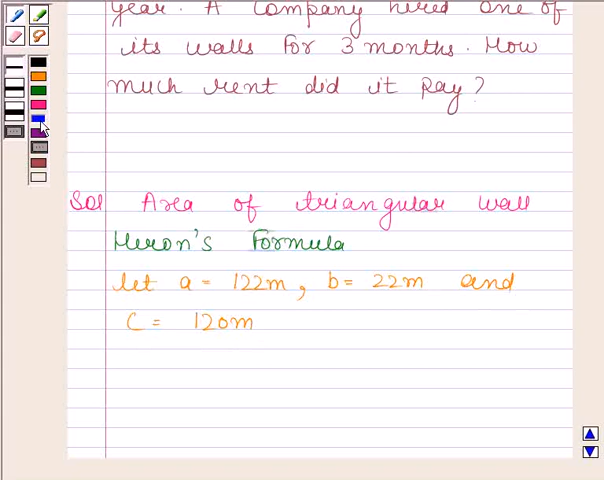 year. A Company hired one of
its walls for 3 months. How
much rent did it pay?
Sol Area of triangular wall
Heron's Formula
let a = 122m, b = 22m and
C = 120m